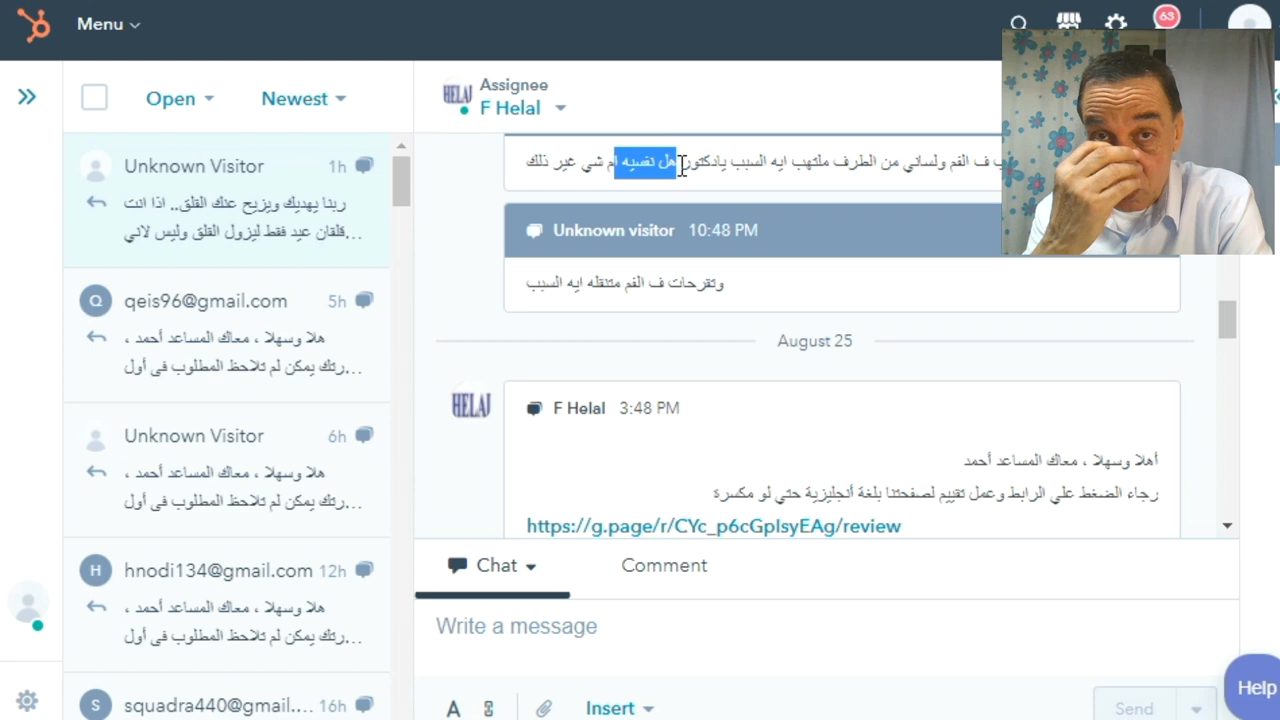 Menu
63
Open
Newest
Assignee
HELAL
F Helal
Unknown Visitor
1h
ربنا يهديك ويزيح عنك القلق.. اذا انت
قلقان عيد فقط ليزول القلق وليس لاني...
Q
qeis96@gmail.com
5h
هلا وسهلا ، معاك المساعد أحمد ،
رتك يمكن لم تلاحظ المطلوب فى أول...
Unknown Visitor
6h
هلا وسهلا ، معاك المساعد أحمد ،
رتك يمكن لم تلاحظ المطلوب فى أول...
H
hnodi134@gmail.com
12h
هلا وسهلا ، معاك المساعد أحمد ،
رتك يمكن لم تلاحظ المطلوب فى أول...
S
squadra440@gmail....
16h
ف الفم ولساني من الطرف ملتهب ايه السبب يادكتور هل نفسيه ام شي غير ذلك
Unknown visitor 10:48 PM
وتقرحات ف الفم متنقله ايه السبب
August 25
HELAL
F Helal 3:48 PM
أهلا وسهلا ، معاك المساعد أحمد
رجاء الضغط علي الرابط وعمل تقييم لصفحتنا بلغة أنجليزية حتي لو مكسرة
https://g.page/r/CYc_p6cGpIsyEAg/review
Chat
Comment
Write a message
A
Insert
Send
Help